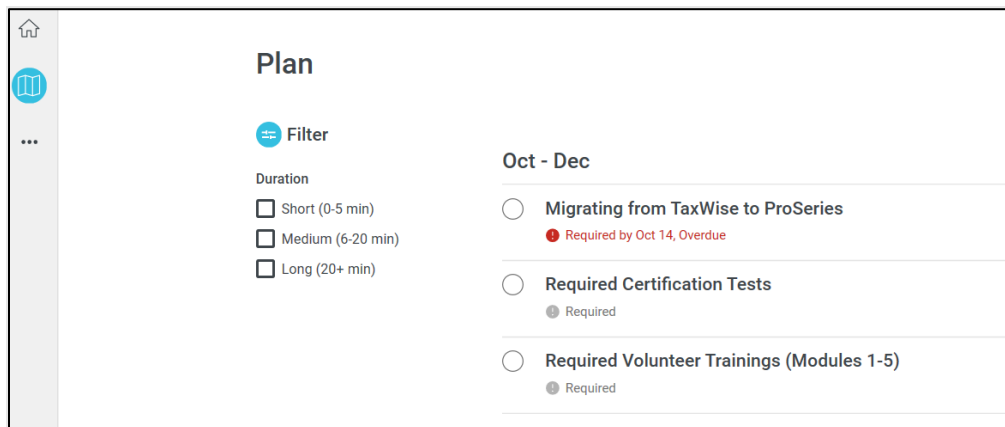 Plan
Filter
Duration
Short (0-5 min)
Medium (6-20 min)
Long (20+ min)
Oct - Dec
Migrating from TaxWise to ProSeries
Required by Oct 14, Overdue
Required Certification Tests
Required
Required Volunteer Trainings (Modules 1-5)
Required